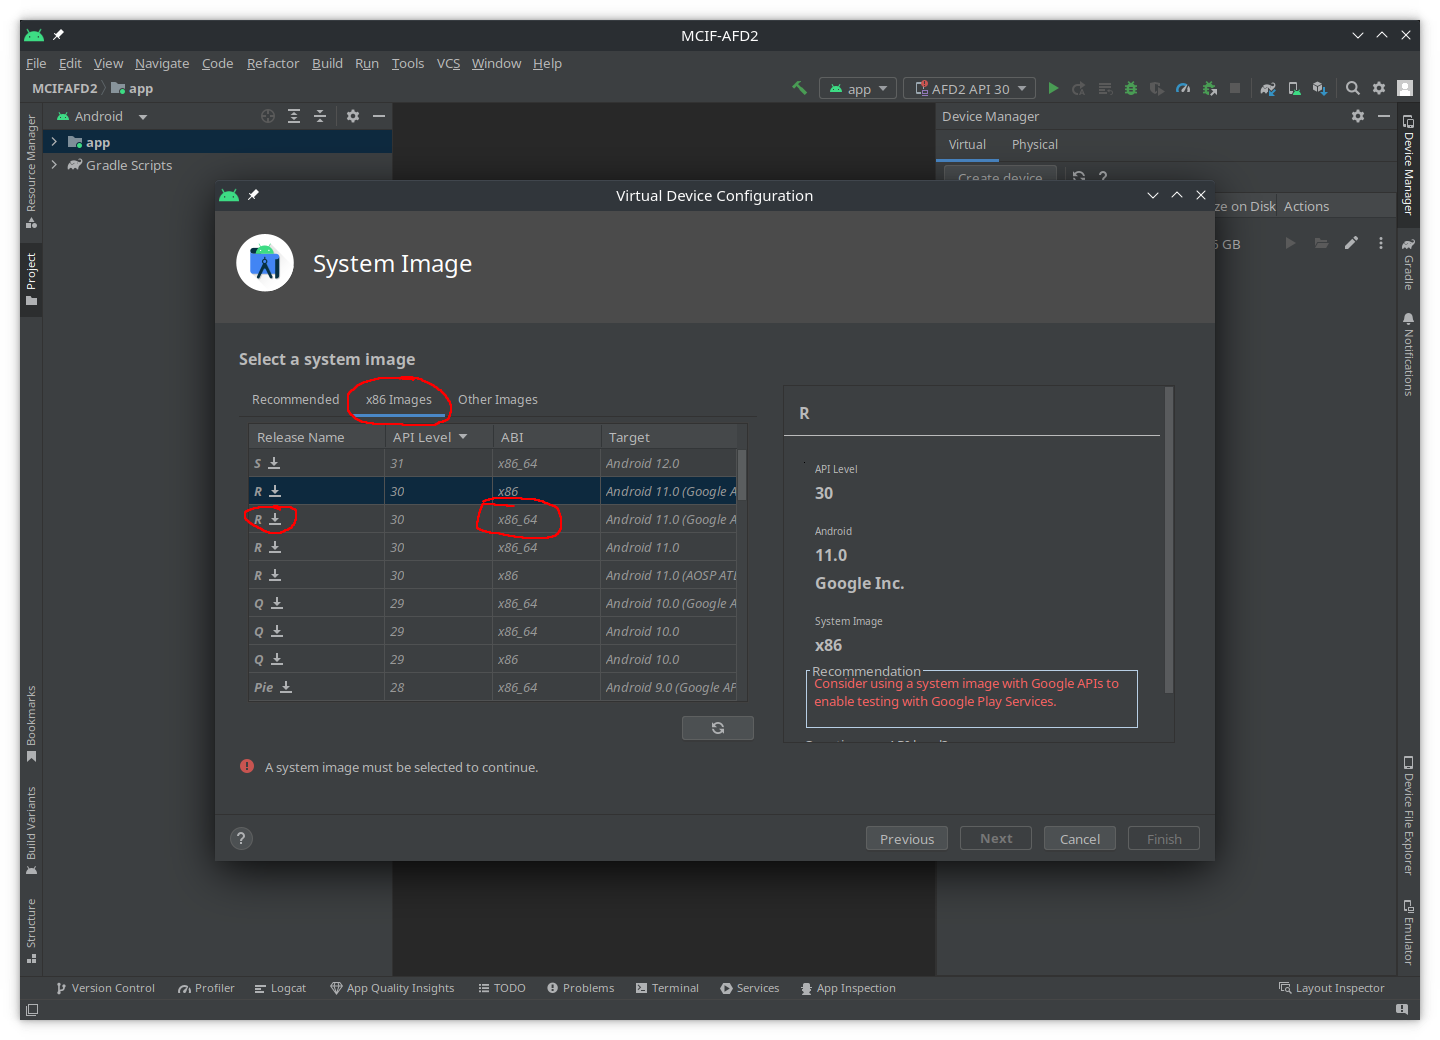 MCIF-AFD2
File Edit View Navigate Code Refactor Build Run Tools VCS Window Help
MCIFAFD2 app
app AFD2 API 30
Android
Device Manager
app
Gradle Scripts
Virtual Physical
Create device ?
ze on Disk Actions
GB
Resource Manager
Project
Bookmarks
Build Variants
Structure
Device Manager
Gradle
Notifications
Device File Explorer
Emulator
Virtual Device Configuration
System Image
Select a system image
Recommended x86 Images Other Images
Release Name API Level ABI Target
S 31 x86_64 Android 12.0
R 30 x86 Android 11.0 (Google A
R 30 x86_64 Android 11.0 (Google A
R 30 x86_64 Android 11.0
R 30 x86 Android 11.0 (AOSP ATD
Q 29 x86_64 Android 10.0 (Google A
Q 29 x86_64 Android 10.0
Q 29 x86 Android 10.0
Pie 28 x86_64 Android 9.0 (Google AP
R
API Level
30
Android
11.0
Google Inc.
System Image
x86
Recommendation
Consider using a system image with Google APIs to
enable testing with Google Play Services.
A system image must be selected to continue.
? Previous Next Cancel Finish
Version Control Profiler Logcat App Quality Insights TODO Problems Terminal Services App Inspection Layout Inspector